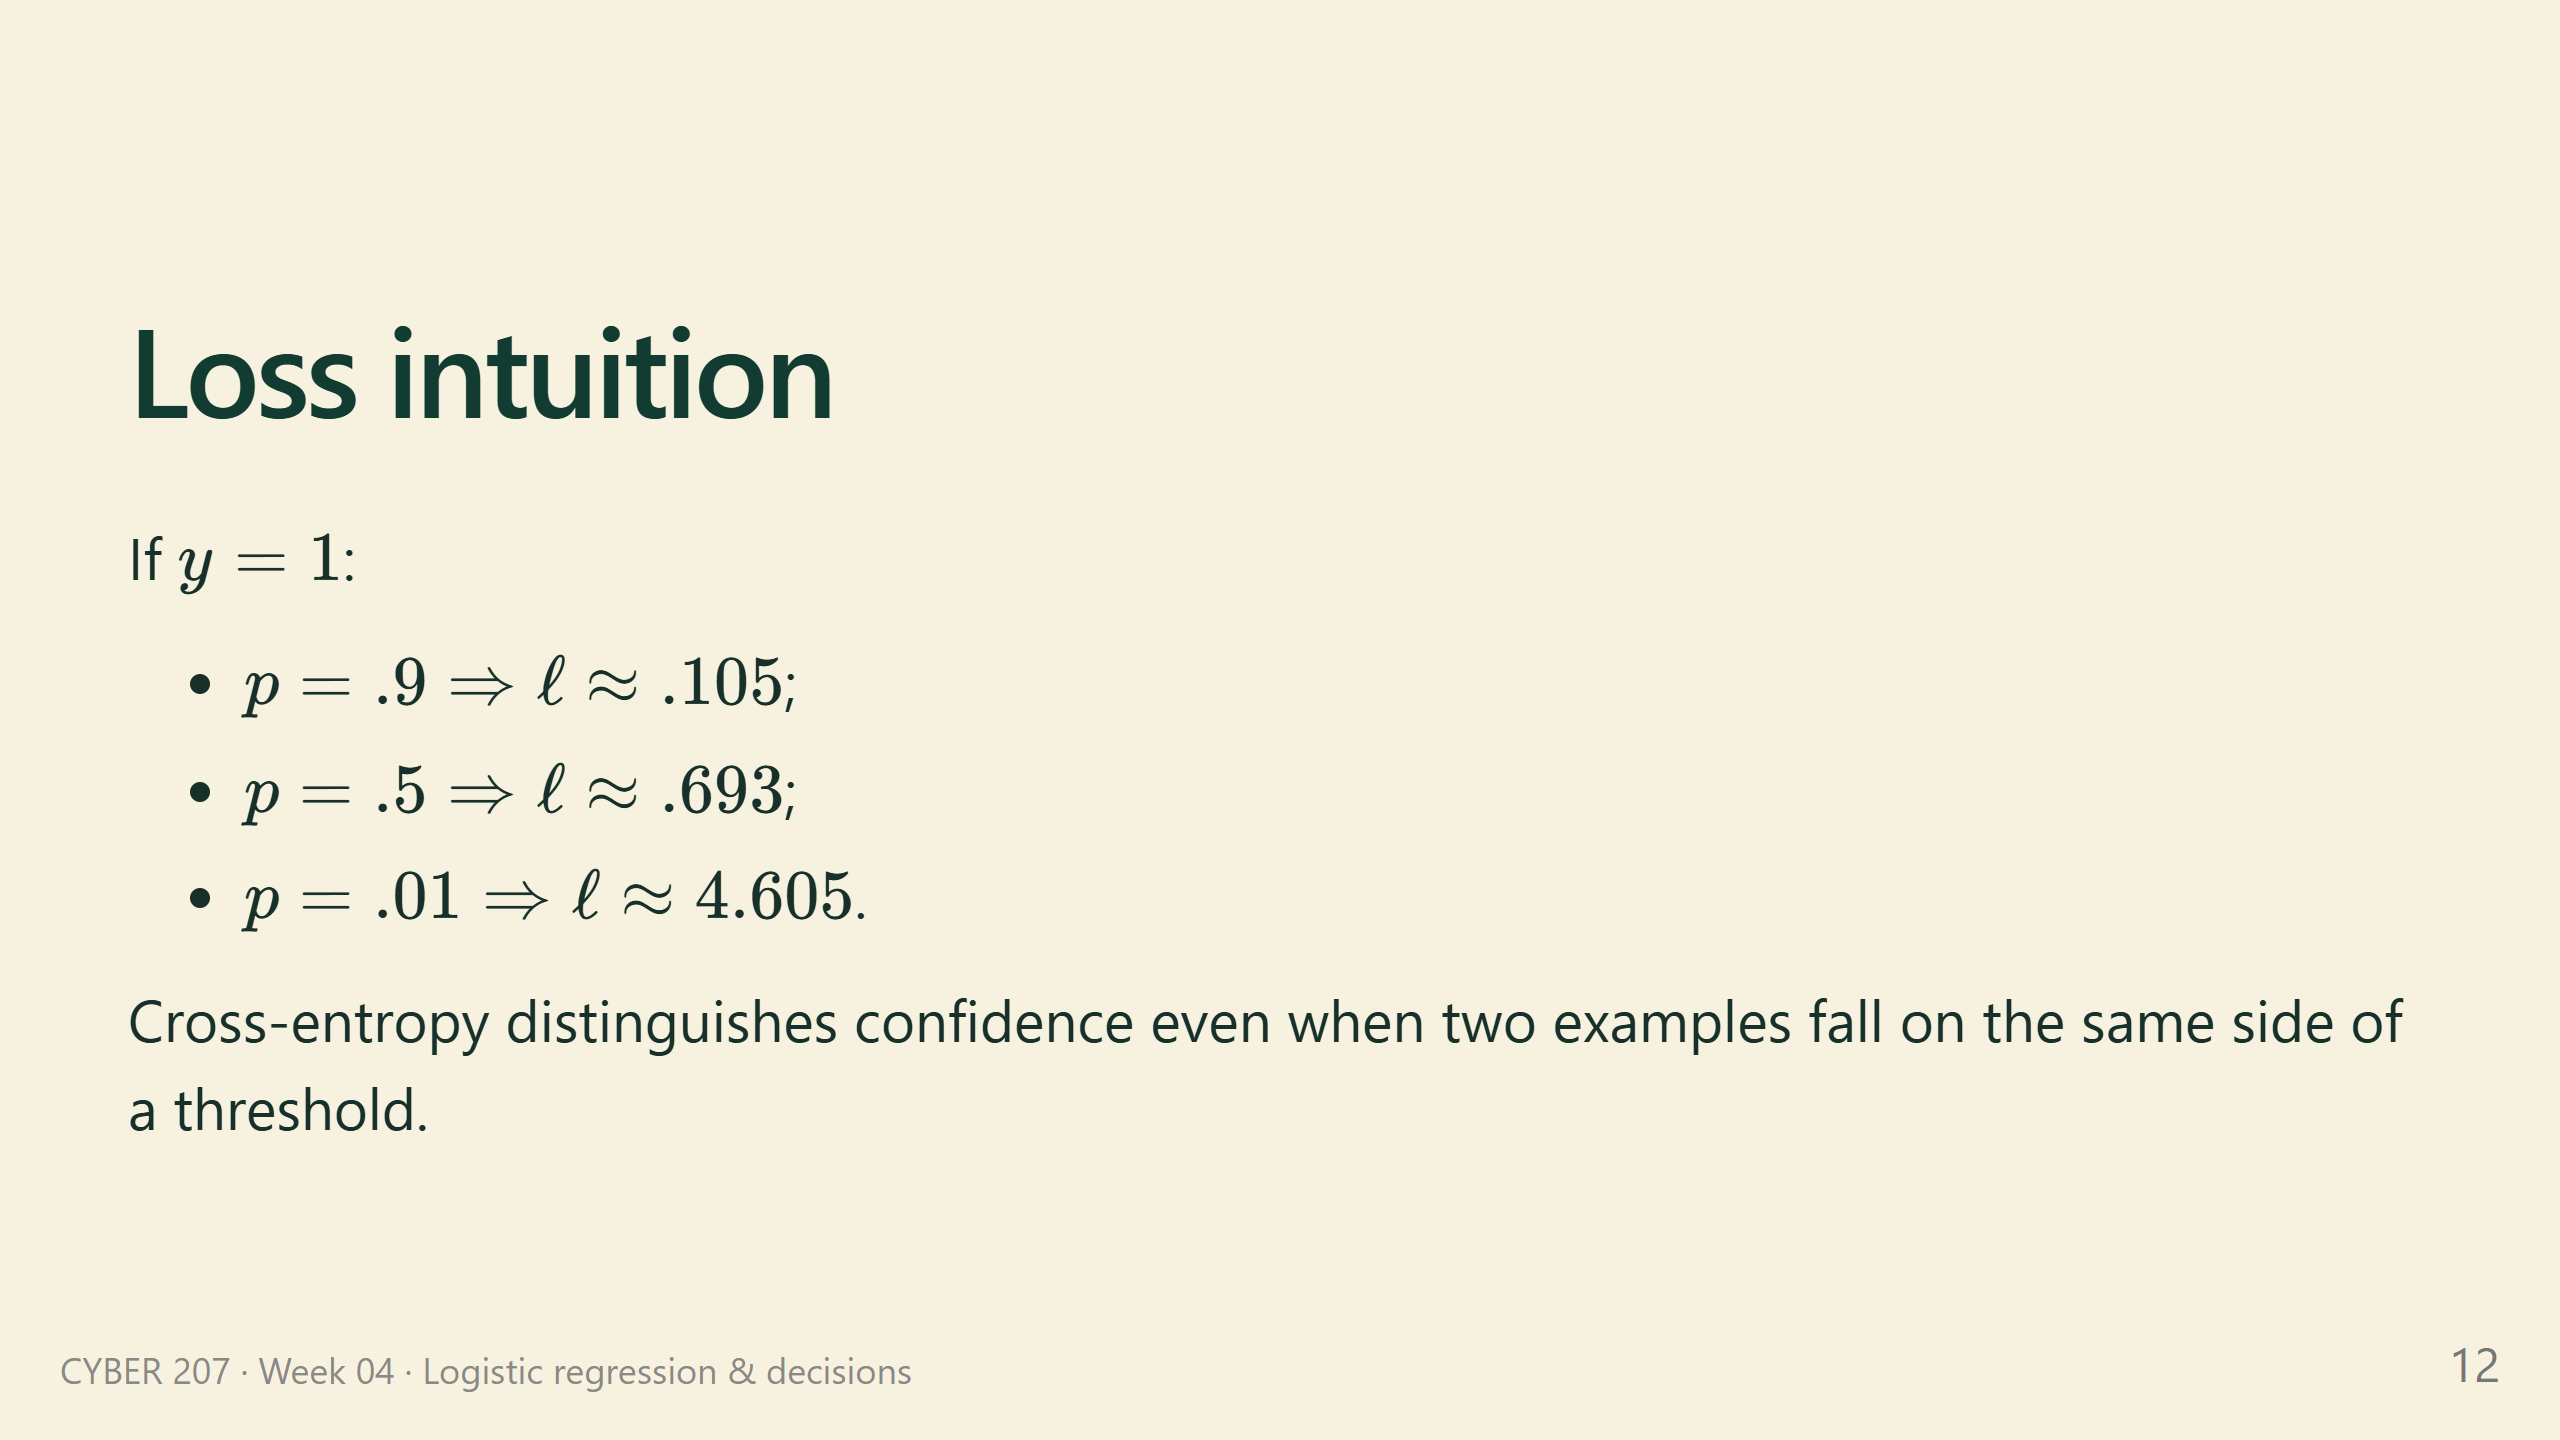 Loss intuition
If y = 1:
• p = .9 ⇒ ℓ ≈ .105;
• p = .5 ⇒ ℓ ≈ .693;
• p = .01 ⇒ ℓ ≈ 4.605.
Cross-entropy distinguishes confidence even when two examples fall on the same side of
a threshold.
CYBER 207 · Week 04 · Logistic regression & decisions
12